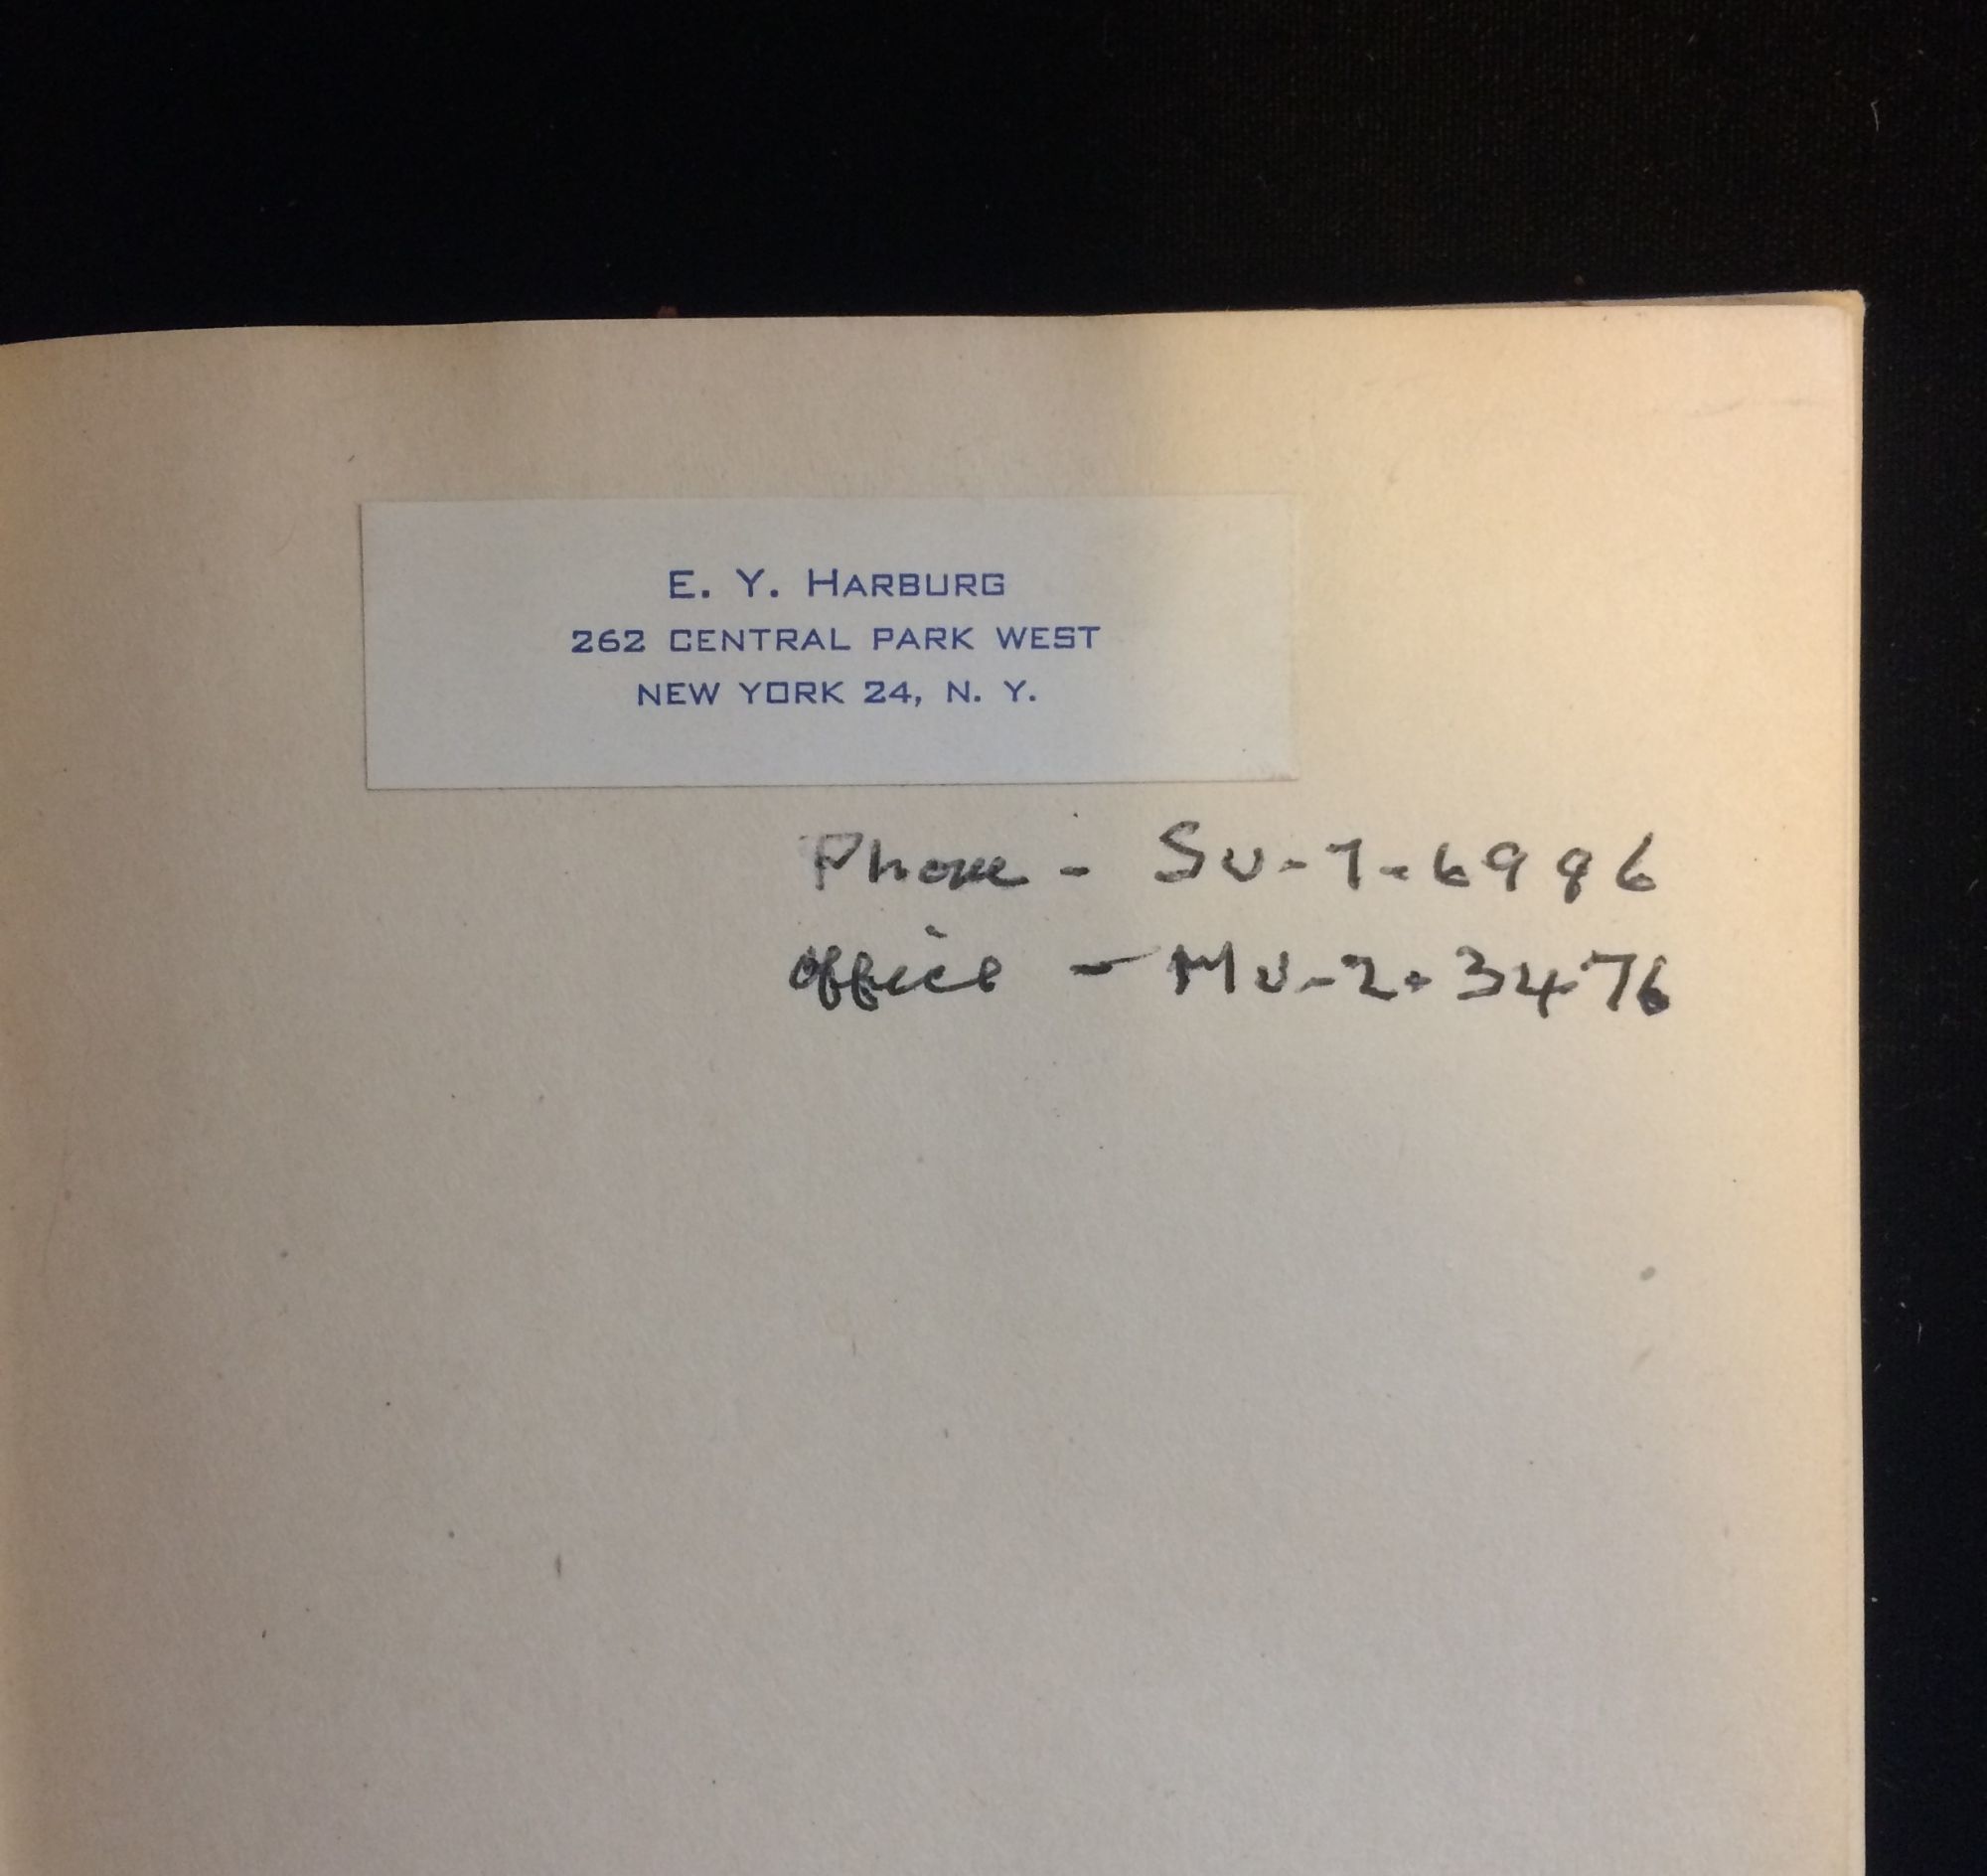 E. Y. HARBURG
262 CENTRAL PARK WEST
NEW YORK 24, N. Y.
Phone - SU-7-6996
Office - MU-2-3476